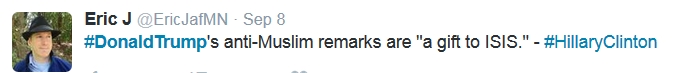 Eric J @EricJafMN · Sep 8
#DonaldTrump's anti-Muslim remarks are "a gift to ISIS." - #HillaryClinton